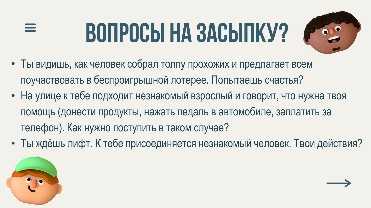 ВОПРОСЫ НА ЗАСЫПКУ?
• Ты видишь, как человек собрал толпу прохожих и предлагает всем
поучаствовать в беспроигрышной лотерее. Попытаешь счастья?
• На улице к тебе подходит незнакомый взрослый и говорит, что нужна твоя
помощь (донести продукты, нажать педаль в автомобиле, заплатить за
телефон). Как нужно поступить в таком случае?
• Ты ждёшь лифт. К тебе присоединяется незнакомый человек. Твои действия?